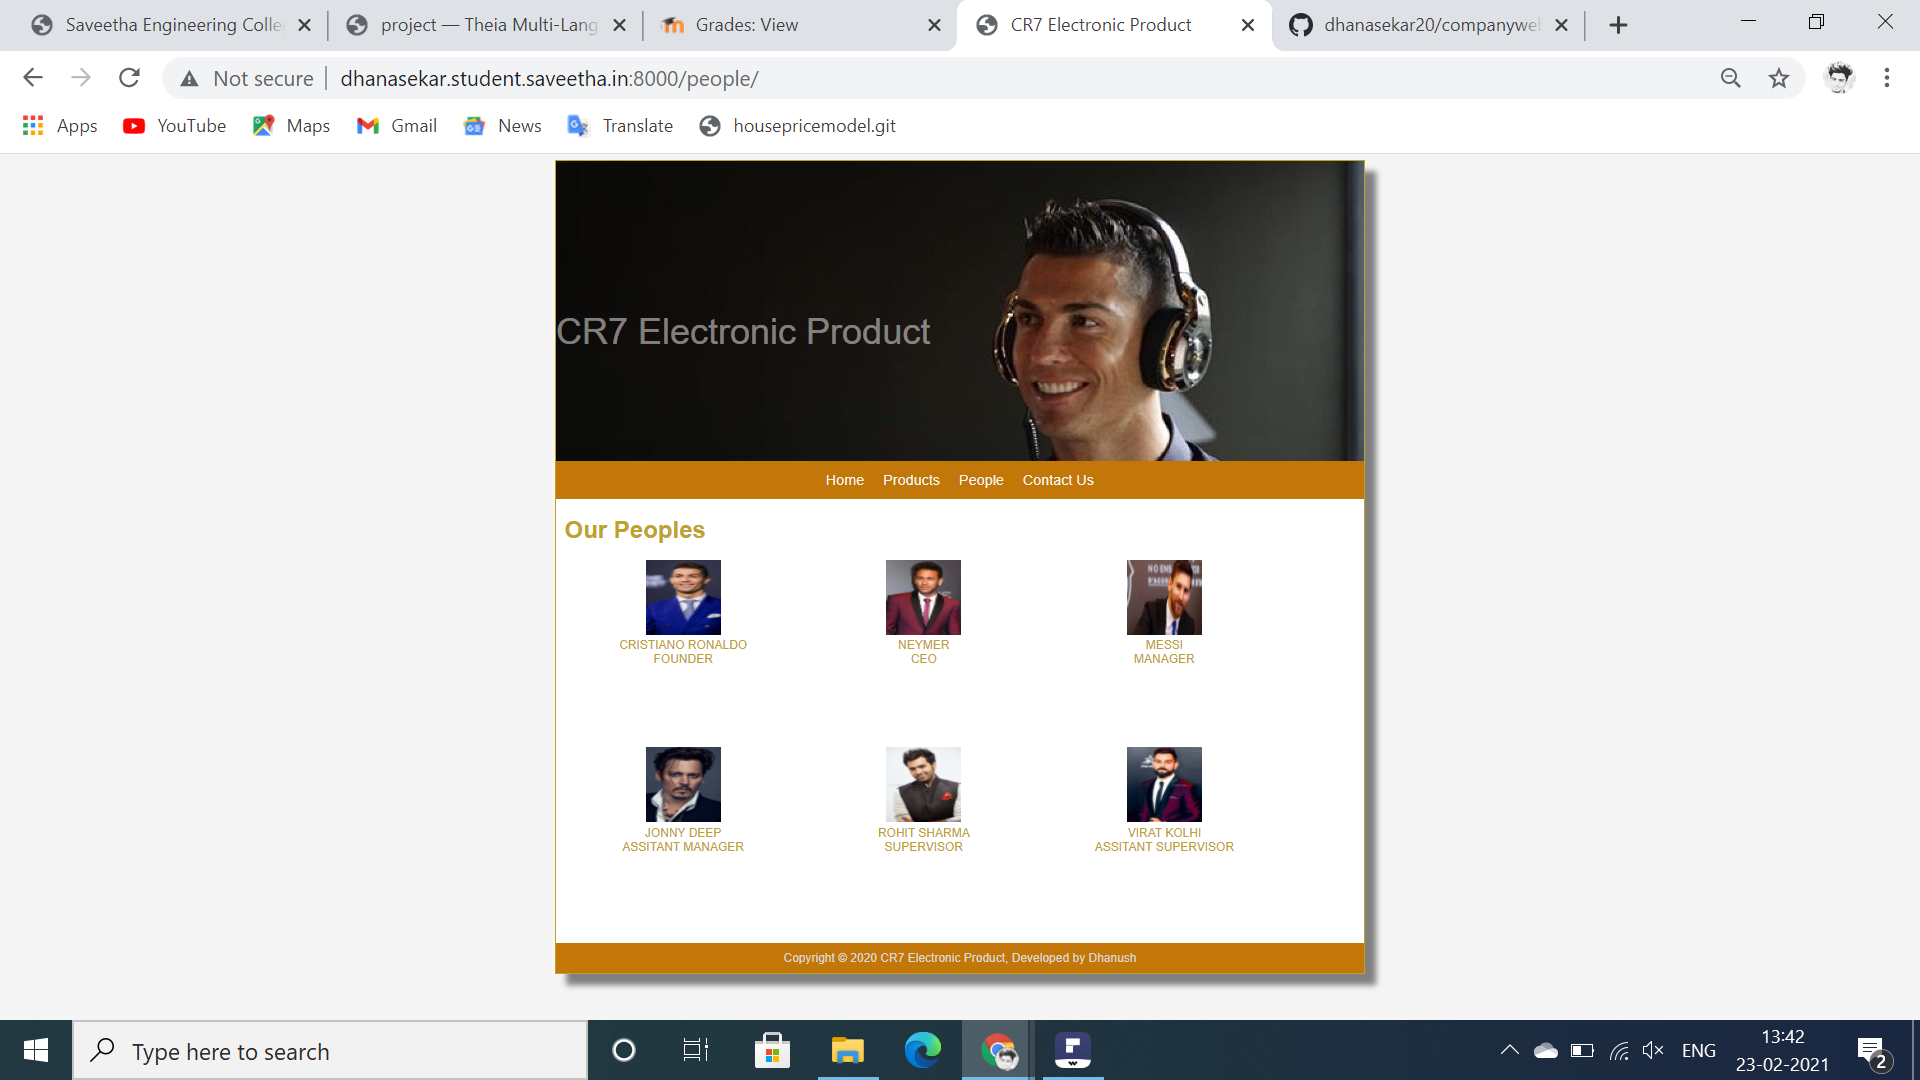 Saveetha Engineering Colle
project — Theia Multi-Lang
Grades: View
CR7 Electronic Product
dhanasekar20/companyweb
Not secure
dhanasekar.student.saveetha.in:8000/people/
Apps
YouTube
Maps
Gmail
News
Translate
housepricemodel.git
CR7 Electronic Product
Home Products People Contact Us
Our Peoples
CRISTIANO RONALDO
FOUNDER
NEYMER
CEO
MESSI
MANAGER
JONNY DEEP
ASSITANT MANAGER
ROHIT SHARMA
SUPERVISOR
VIRAT KOLHI
ASSITANT SUPERVISOR
Copyright © 2020 CR7 Electronic Product, Developed by Dhanush
Type here to search
ENG
13:42
23-02-2021
2